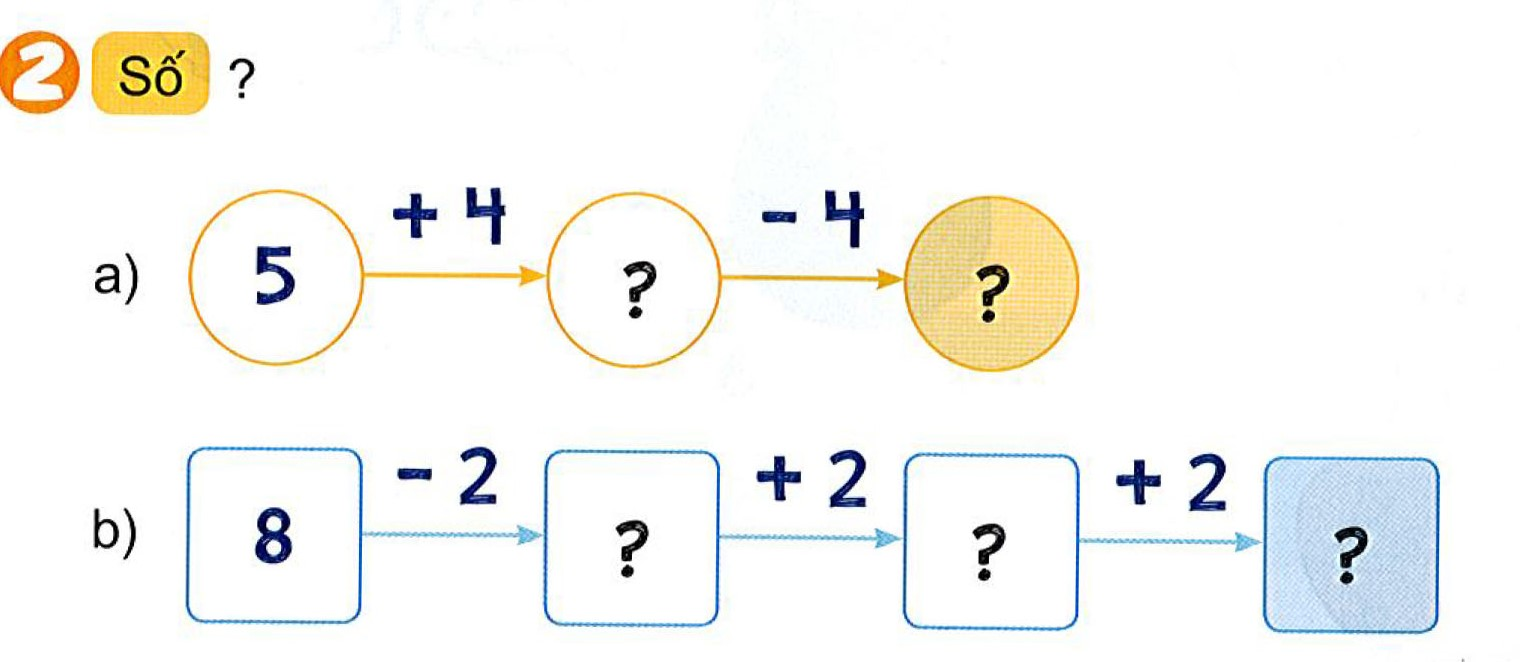 2 Số ?
+ 4 - 4
a) 5 ? ?
- 2 + 2 + 2
b) 8 ? ? ?